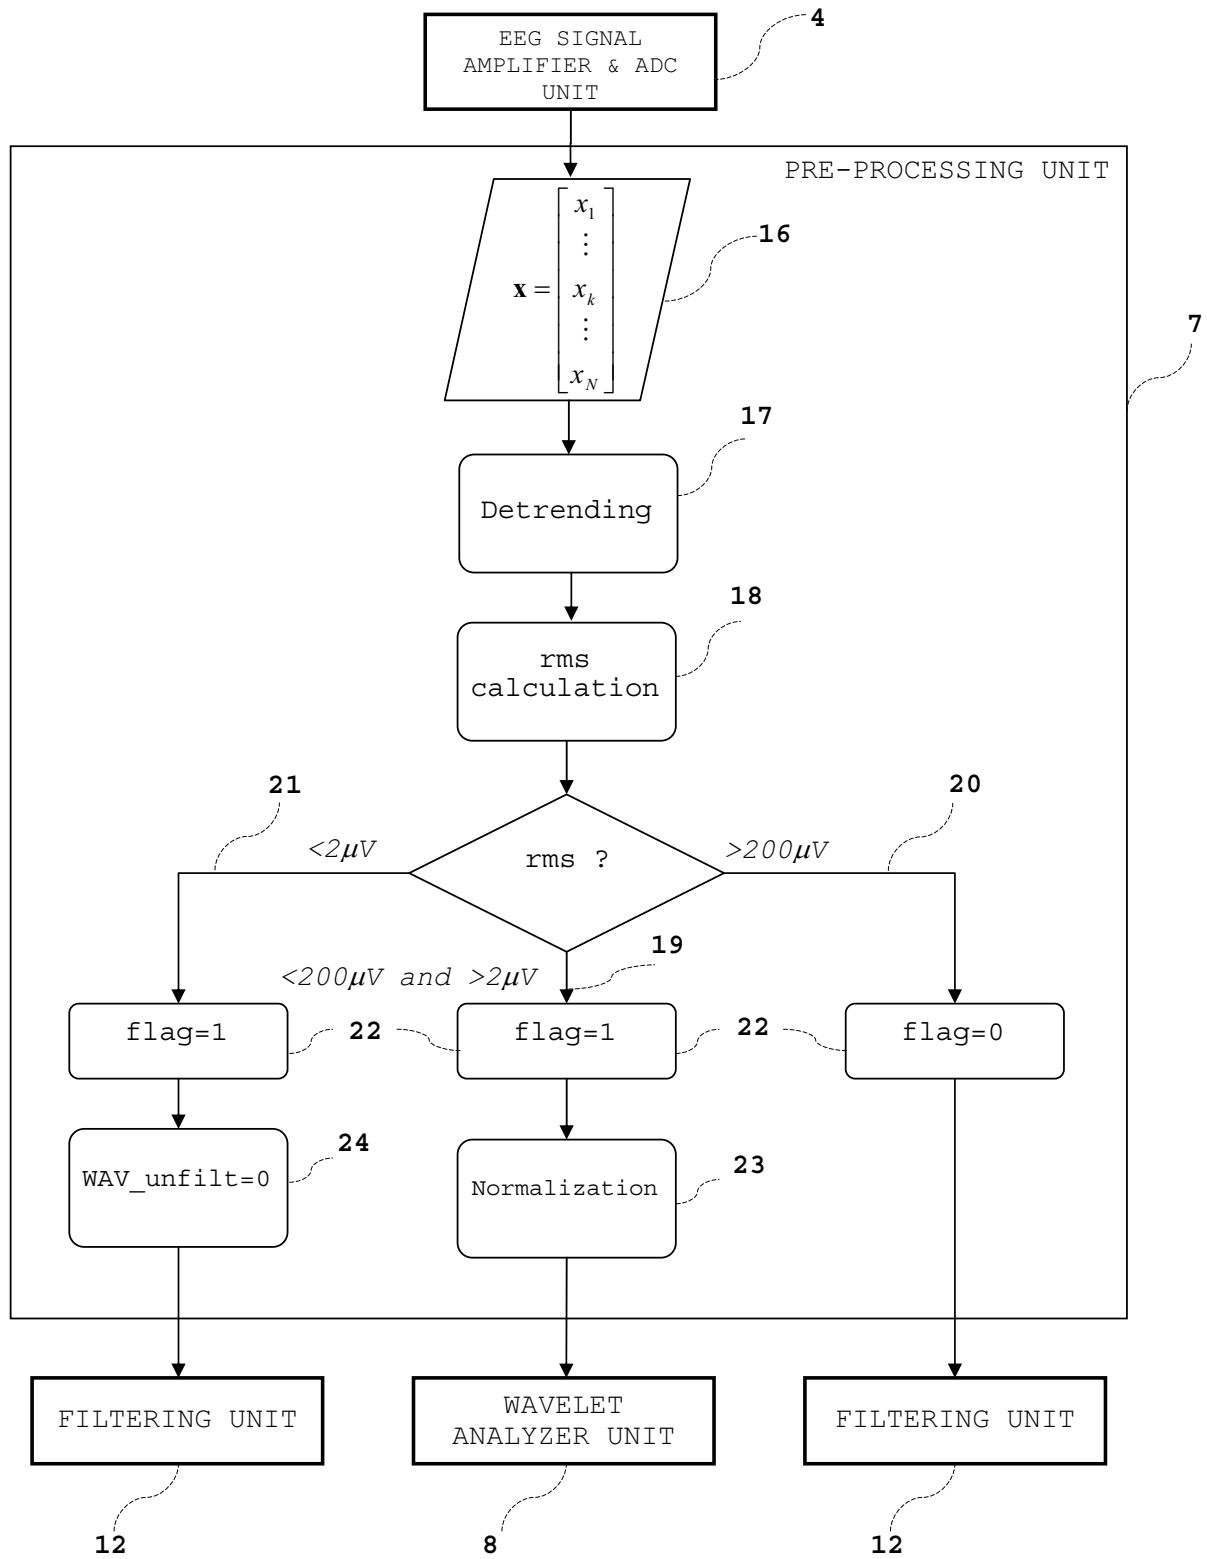 4
EEG SIGNAL
AMPLIFIER & ADC
UNIT
PRE-PROCESSING UNIT
x₁
⋮
16
𝐱 = xₖ
⋮
x_N
7
17
Detrending
18
rms
calculation
21
20
<2μV
rms ?
>200μV
19
<200μV and >2μV
flag=1
22
flag=1
22
flag=0
24
WAV_unfilt=0
23
Normalization
FILTERING UNIT
WAVELET
ANALYZER UNIT
FILTERING UNIT
12
8
12